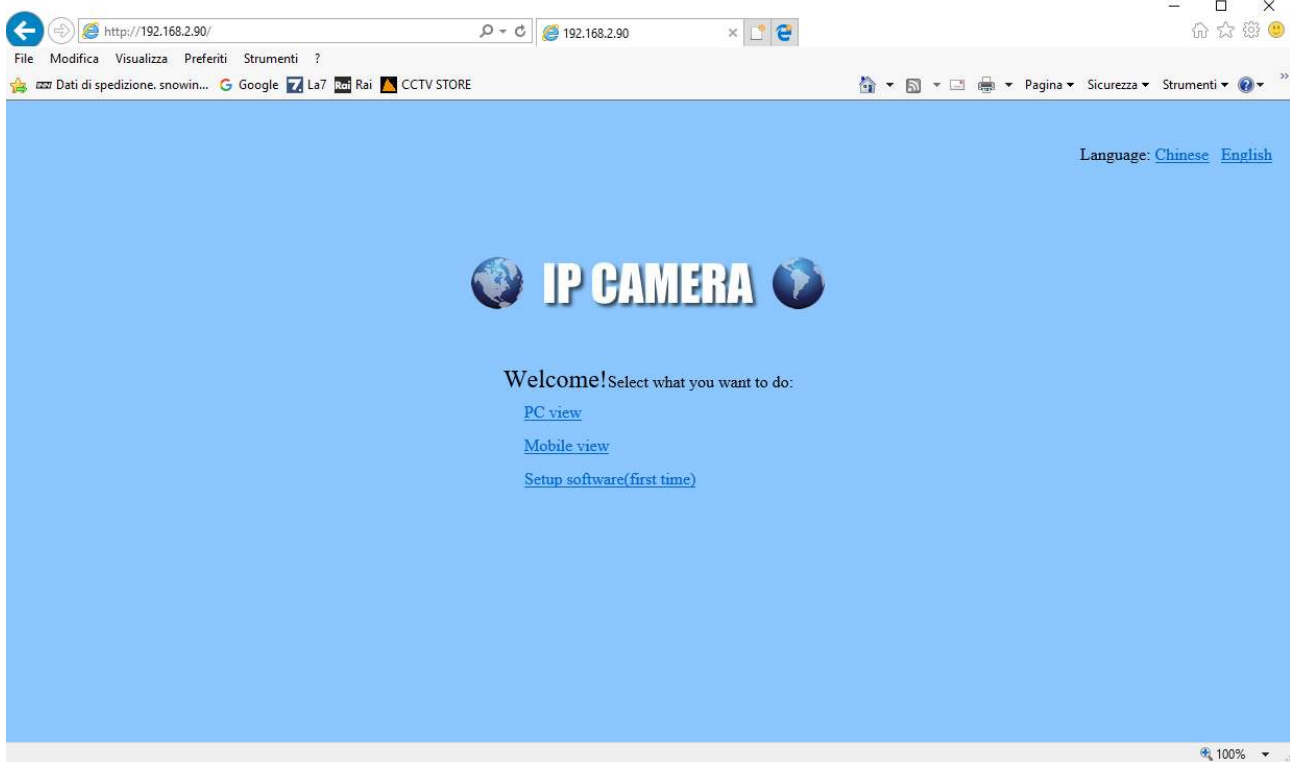 http://192.168.2.90/
192.168.2.90
File Modifica Visualizza Preferiti Strumenti ?
Dati di spedizione. snowin... G Google 7 La7 Rai Rai CCTV STORE
Pagina Sicurezza Strumenti
Language: Chinese English
IP CAMERA
Welcome!Select what you want to do:
PC view
Mobile view
Setup software(first time)
100%